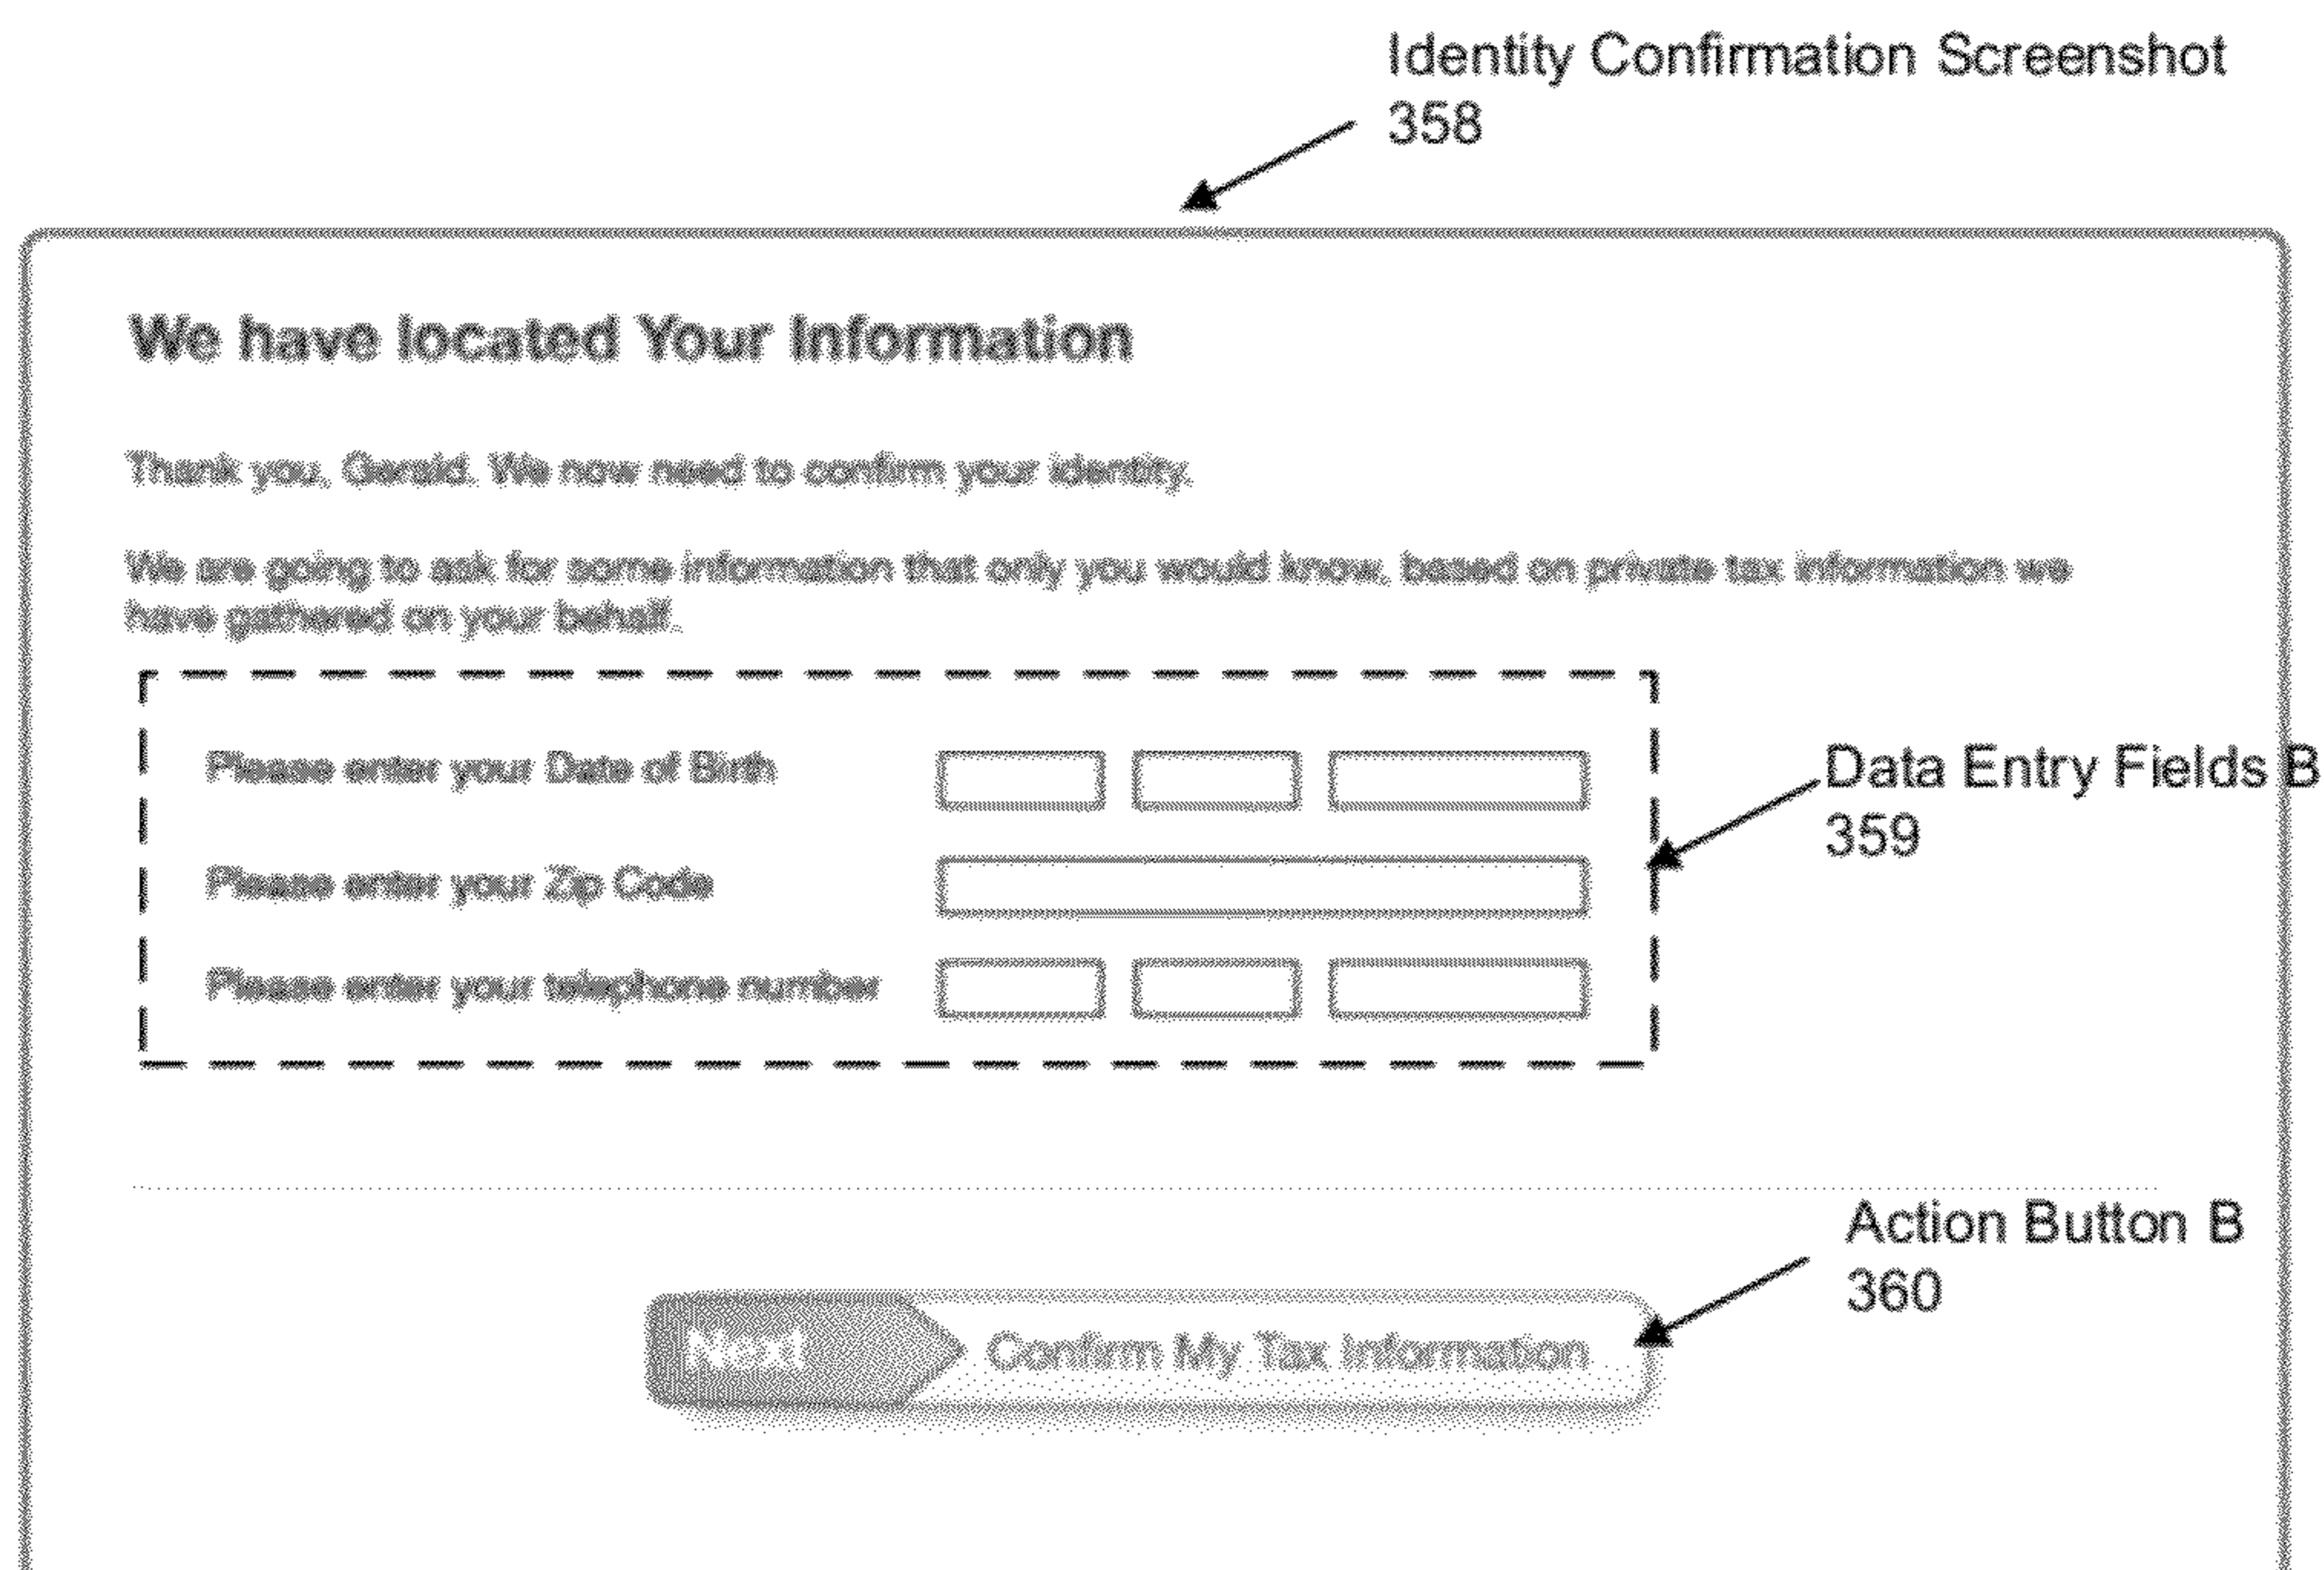 Identity Confirmation Screenshot
358
We have located Your Information
Thank you, Gerald. We now need to confirm your identity.
We are going to ask for some information that only you would know, based on private tax information we
have gathered on your behalf.
Please enter your Date of Birth
Data Entry Fields B
359
Please enter your Zip Code
Please enter your telephone number
Action Button B
360
Next
Confirm My Tax Information